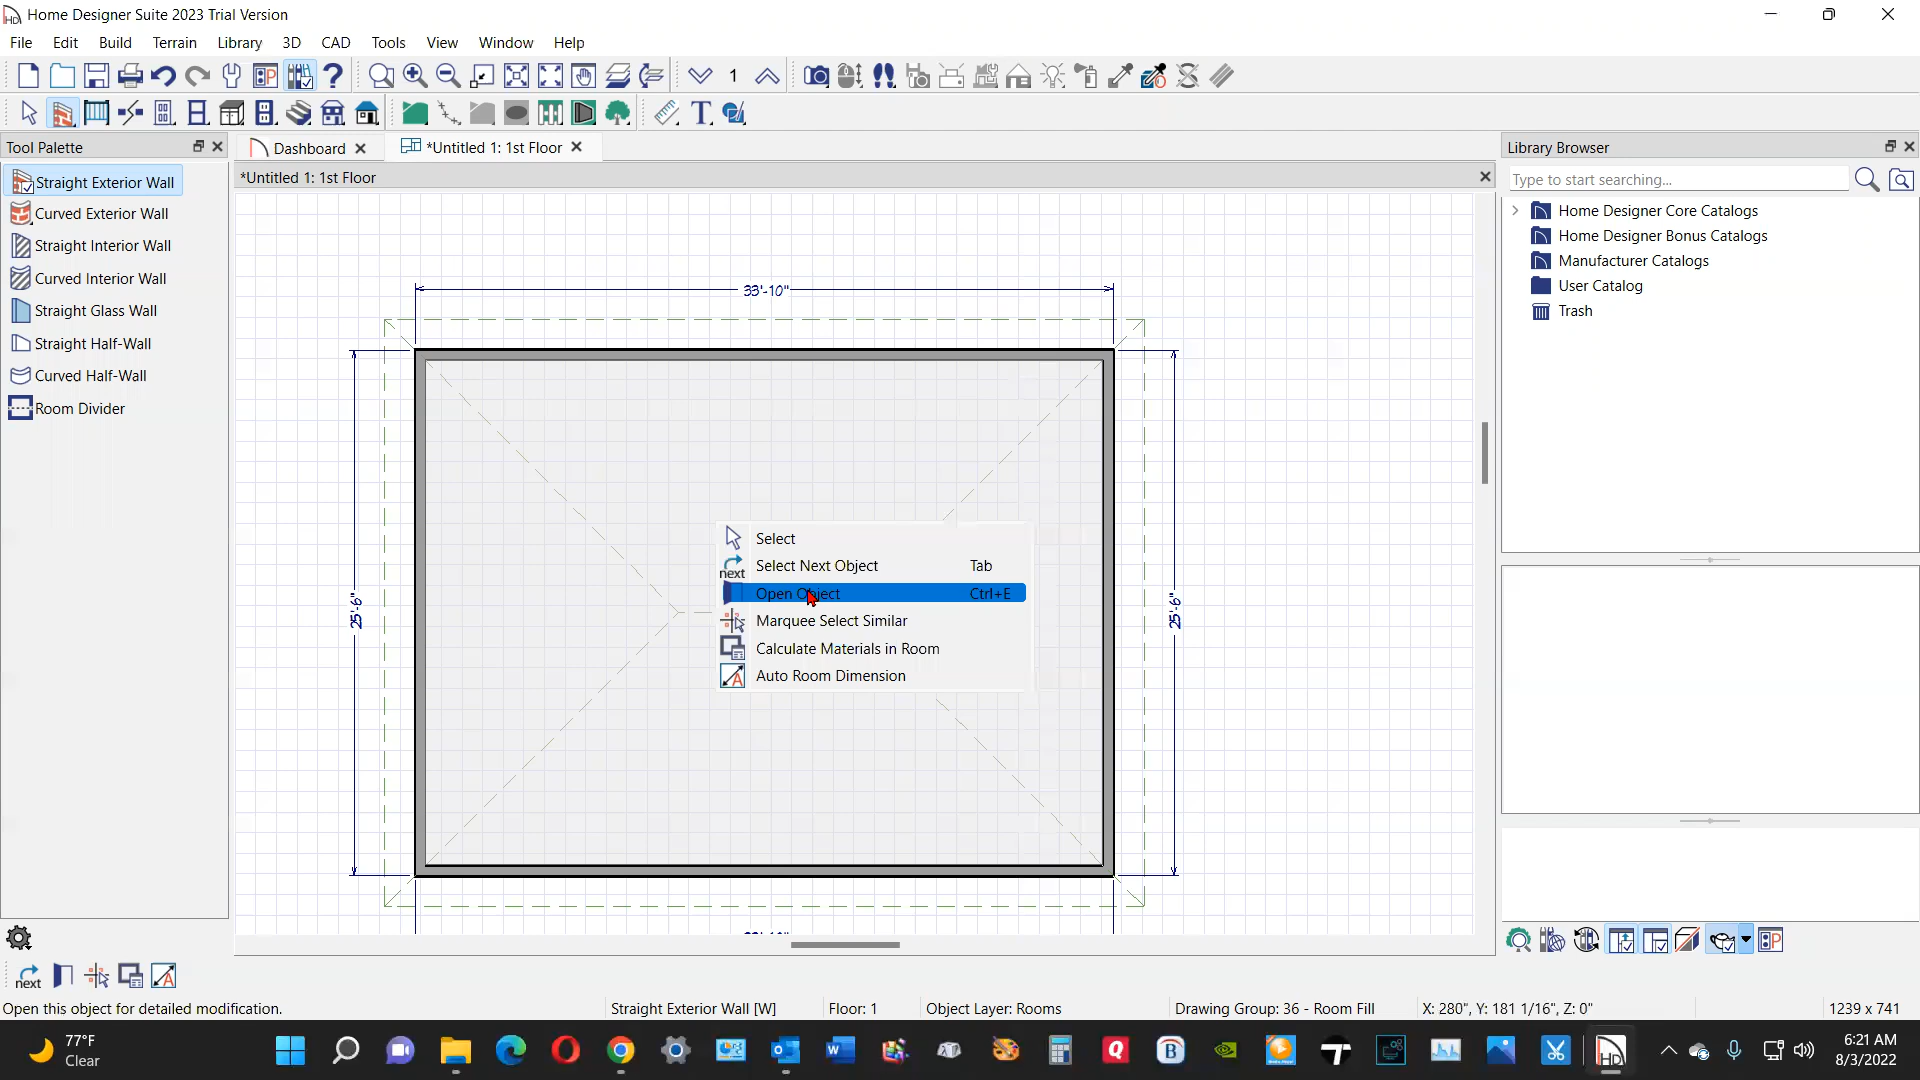 Home Designer Suite 2023 Trial Version
File Edit Build Terrain Library 3D CAD Tools View Window Help
1
Tool Palette
Dashboard
*Untitled 1: 1st Floor
Library Browser
*Untitled 1: 1st Floor
Type to start searching...
Straight Exterior Wall
Curved Exterior Wall
Straight Interior Wall
Curved Interior Wall
Straight Glass Wall
Straight Half-Wall
Curved Half-Wall
Room Divider
Home Designer Core Catalogs
Home Designer Bonus Catalogs
Manufacturer Catalogs
User Catalog
Trash
33'-10"
25'-6"
25'-6"
Select
next Select Next Object Tab
Open Object Ctrl+E
Marquee Select Similar
Calculate Materials in Room
Auto Room Dimension
next
Open this object for detailed modification.
Straight Exterior Wall [W]
Floor: 1
Object Layer: Rooms
Drawing Group: 36 - Room Fill
X: 280", Y: 181 1/16", Z: 0"
1239 x 741
77°F
Clear
6:21 AM
8/3/2022